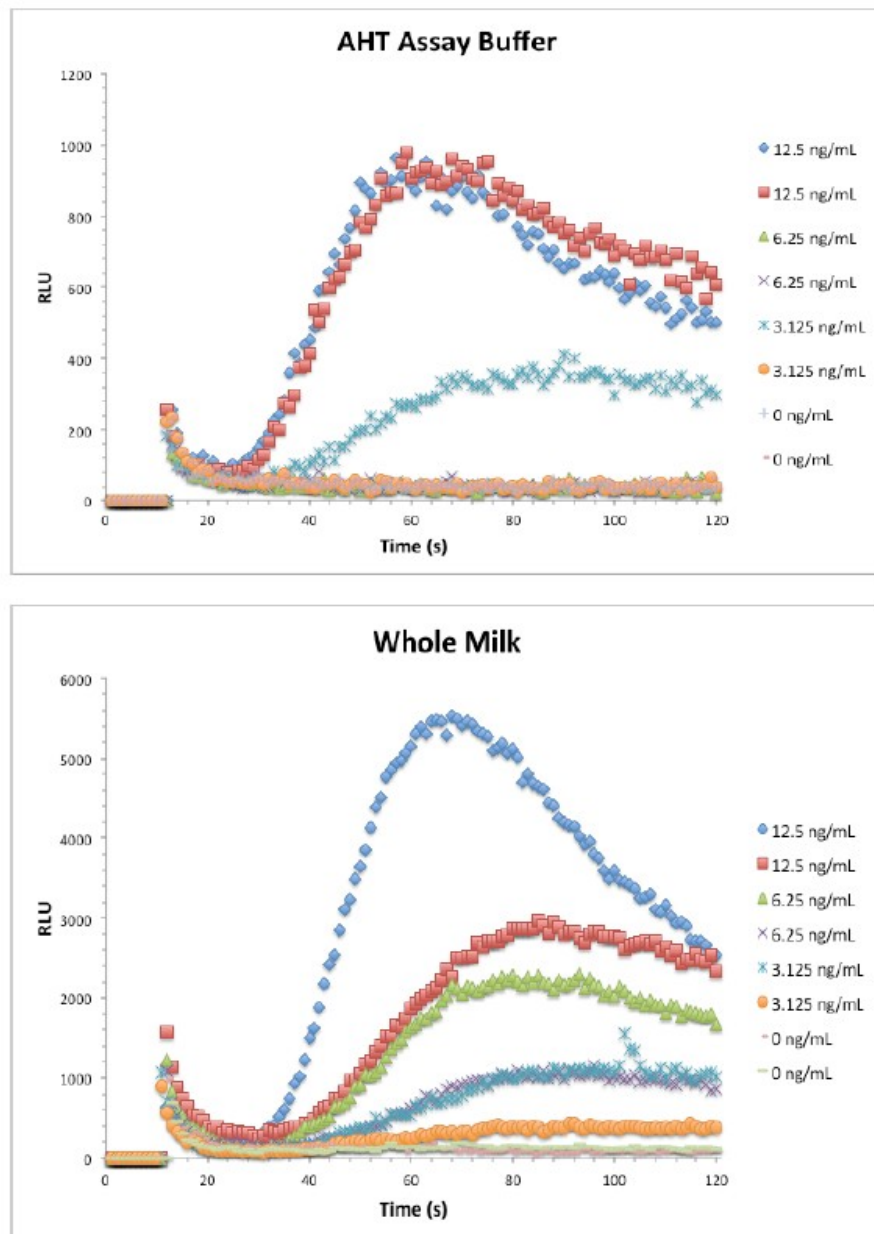 AHT Assay Buffer
1200
1000
800
600
400
200
0
RLU
0 20 40 60 80 100 120
Time (s)
12.5 ng/mL
12.5 ng/mL
6.25 ng/mL
6.25 ng/mL
3.125 ng/mL
3.125 ng/mL
0 ng/mL
0 ng/mL
Whole Milk
6000
5000
4000
3000
2000
1000
0
RLU
0 20 40 60 80 100 120
Time (s)
12.5 ng/mL
12.5 ng/mL
6.25 ng/mL
6.25 ng/mL
3.125 ng/mL
3.125 ng/mL
0 ng/mL
0 ng/mL